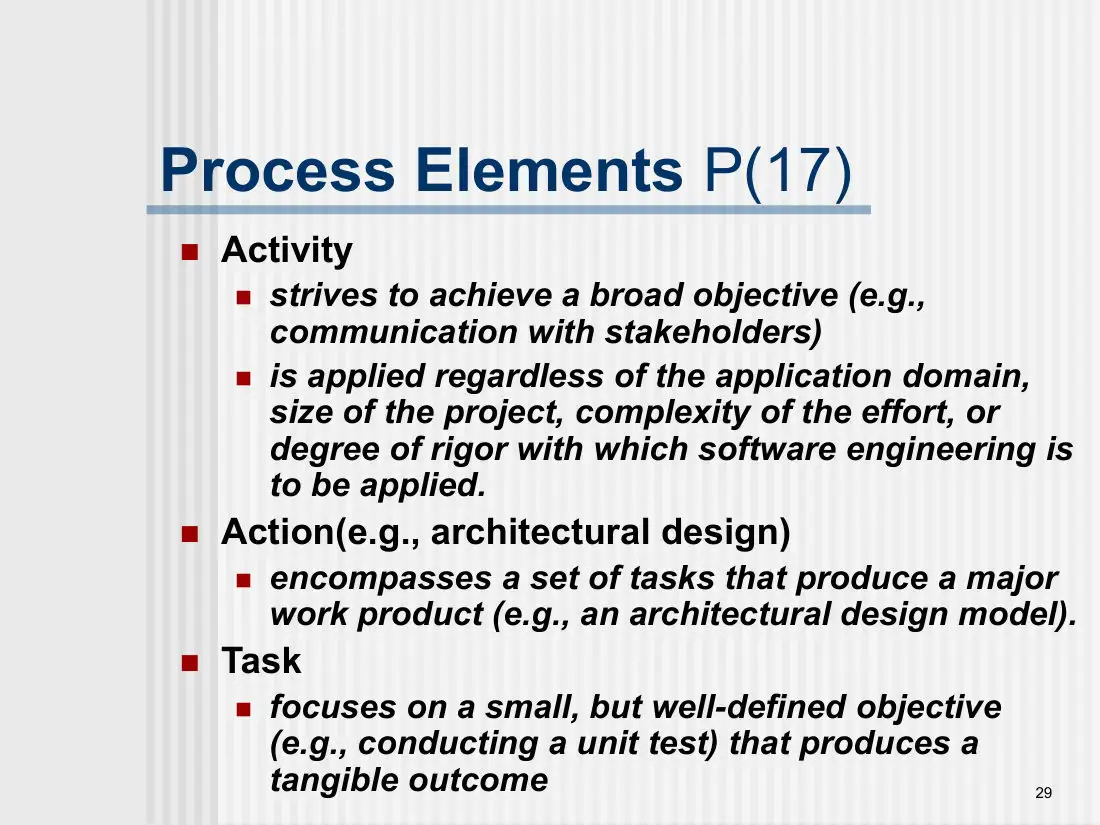 Process Elements P(17)
Activity
strives to achieve a broad objective (e.g.,
communication with stakeholders)
is applied regardless of the application domain,
size of the project, complexity of the effort, or
degree of rigor with which software engineering is
to be applied.
Action(e.g., architectural design)
encompasses a set of tasks that produce a major
work product (e.g., an architectural design model).
Task
focuses on a small, but well-defined objective
(e.g., conducting a unit test) that produces a
tangible outcome
29